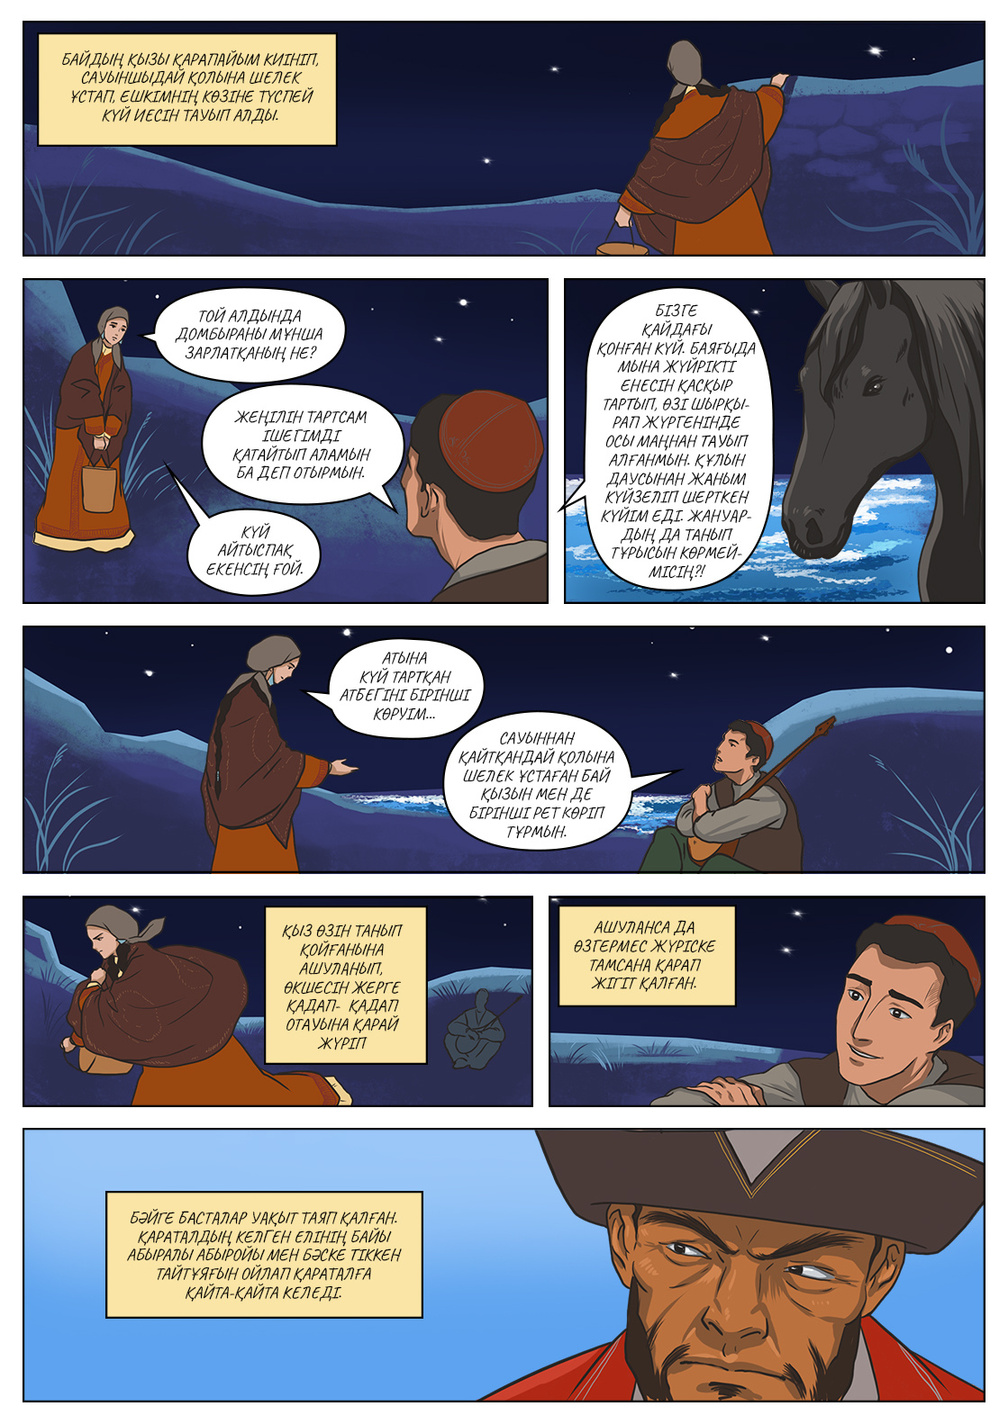 БАЙДЫҢ ҚЫЗЫ ҚАРАПАЙЫМ КИІНІП,
САУЫНШЫДАЙ ҚОЛЫНА ШЕЛЕК
ҰСТАП, ЕШКІМНІҢ КӨЗІНЕ ТҮСПЕЙ
КҮЙ ИЕСІН ТАУЫП АЛДЫ.
ТОЙ АЛДЫНДА
ДОМБЫРАНЫ МҰНША
ЗАРЛАТҚАНЫҢ НЕ?
ЖЕҢІЛІН ТАРТСАМ
ІШЕГІМДІ
ҚАТАЙТЫП АЛАМЫН
БА ДЕП ОТЫРМЫН.
КҮЙ
АЙТЫСПАҚ
ЕКЕНСІҢ ҒОЙ.
БІЗГЕ
ҚАЙДАҒЫ
ҚОНҒАН КҮЙ. БАЯҒЫДА
МЫНА ЖҮЙРІКТІ
ЕНЕСІН ҚАСҚЫР
ТАРТЫП, ӨЗІ ШЫРҚЫ-
РАП ЖҮРГЕНІНДЕ
ОСЫ МАҢНАН ТАУЫП
АЛҒАНМЫН. ҚҰЛЫН
ДАУСЫНАН ЖАНЫМ
КҮЙЗЕЛІП ШЕРТКЕН
КҮЙІМ ЕДІ. ЖАНУАР-
ДЫҢ ДА ТАНЫП
ТҰРЫСЫН КӨРМЕЙ-
МІСІҢ?!
АТЫНА
КҮЙ ТАРТҚАН
АТБЕГІНІ БІРІНШІ
КӨРУІМ...
САУЫННАН
ҚАЙТҚАНДАЙ ҚОЛЫНА
ШЕЛЕК ҰСТАҒАН БАЙ
ҚЫЗЫН МЕН ДЕ
БІРІНШІ РЕТ КӨРІП
ТҰРМЫН.
ҚЫЗ ӨЗІН ТАНЫП
ҚОЙҒАНЫНА
АШУЛАНЫП,
ӨКШЕСІН ЖЕРГЕ
ҚАДАП- ҚАДАП
ОТАУЫНА ҚАРАЙ
ЖҮРІП
АШУЛАНСА ДА
ӨЗГЕРМЕС ЖҮРІСКЕ
ТАМСАНА ҚАРАП
ЖІГІТ ҚАЛҒАН.
БӘЙГЕ БАСТАЛАР УАҚЫТ ТАЯП ҚАЛҒАН.
ҚАРАТАЛДЫҢ КЕЛГЕН ЕЛІНІҢ БАЙЫ
АБЫРАЛЫ АБЫРОЙЫ МЕН БӘСКЕ ТІККЕН
ТАЙТҰЯҒЫН ОЙЛАП ҚАРАТАЛҒА
ҚАЙТА-ҚАЙТА КЕЛЕДІ.